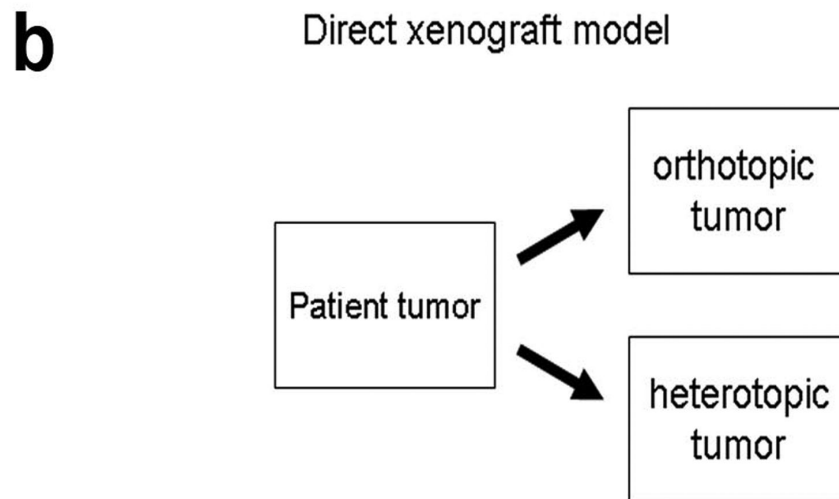 b
Direct xenograft model
orthotopic
tumor
Patient tumor
heterotopic
tumor